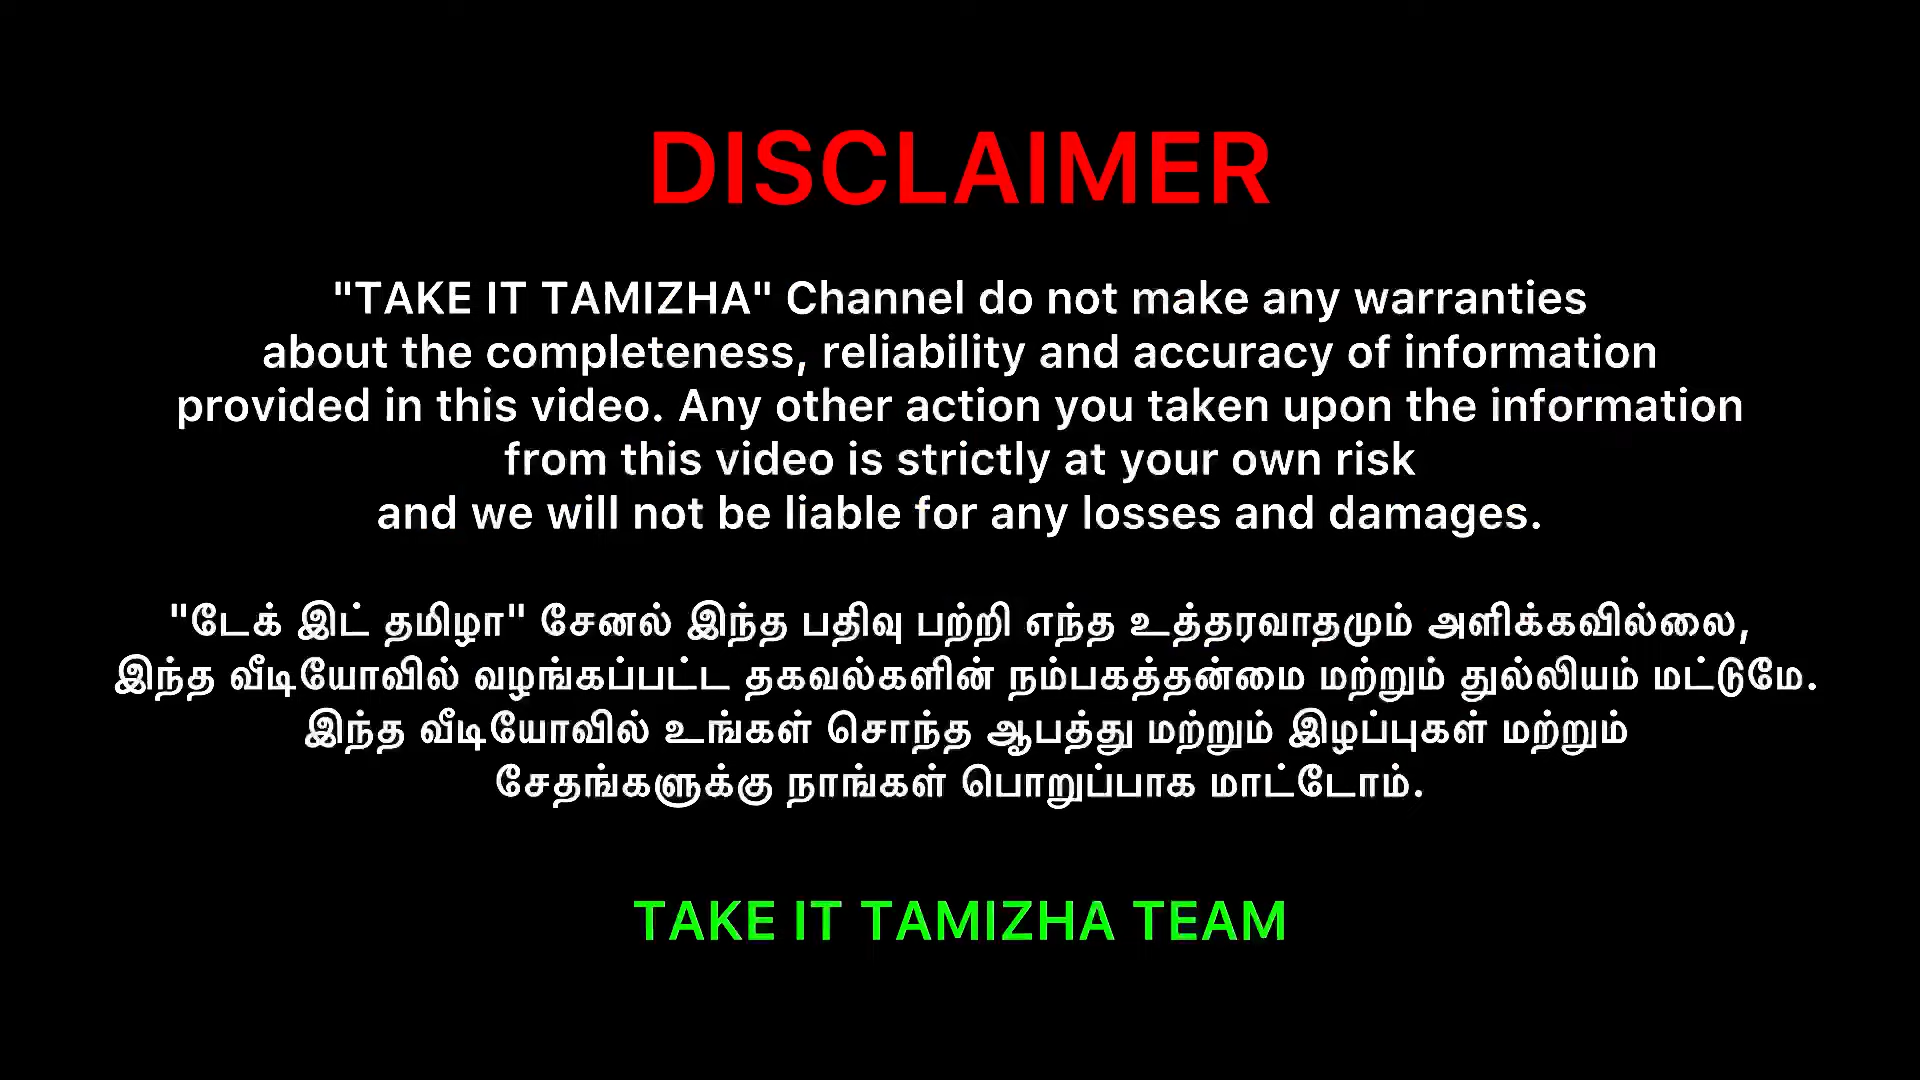 DISCLAIMER
"TAKE IT TAMIZHA" Channel do not make any warranties
about the completeness, reliability and accuracy of information
provided in this video. Any other action you taken upon the information
from this video is strictly at your own risk
and we will not be liable for any losses and damages.
"டேக் இட் தமிழா" சேனல் இந்த பதிவு பற்றி எந்த உத்தரவாதமும் அளிக்கவில்லை,
இந்த வீடியோவில் வழங்கப்பட்ட தகவல்களின் நம்பகத்தன்மை மற்றும் துல்லியம் மட்டுமே.
இந்த வீடியோவில் உங்கள் சொந்த ஆபத்து மற்றும் இழப்புகள் மற்றும்
சேதங்களுக்கு நாங்கள் பொறுப்பாக மாட்டோம்.
TAKE IT TAMIZHA TEAM